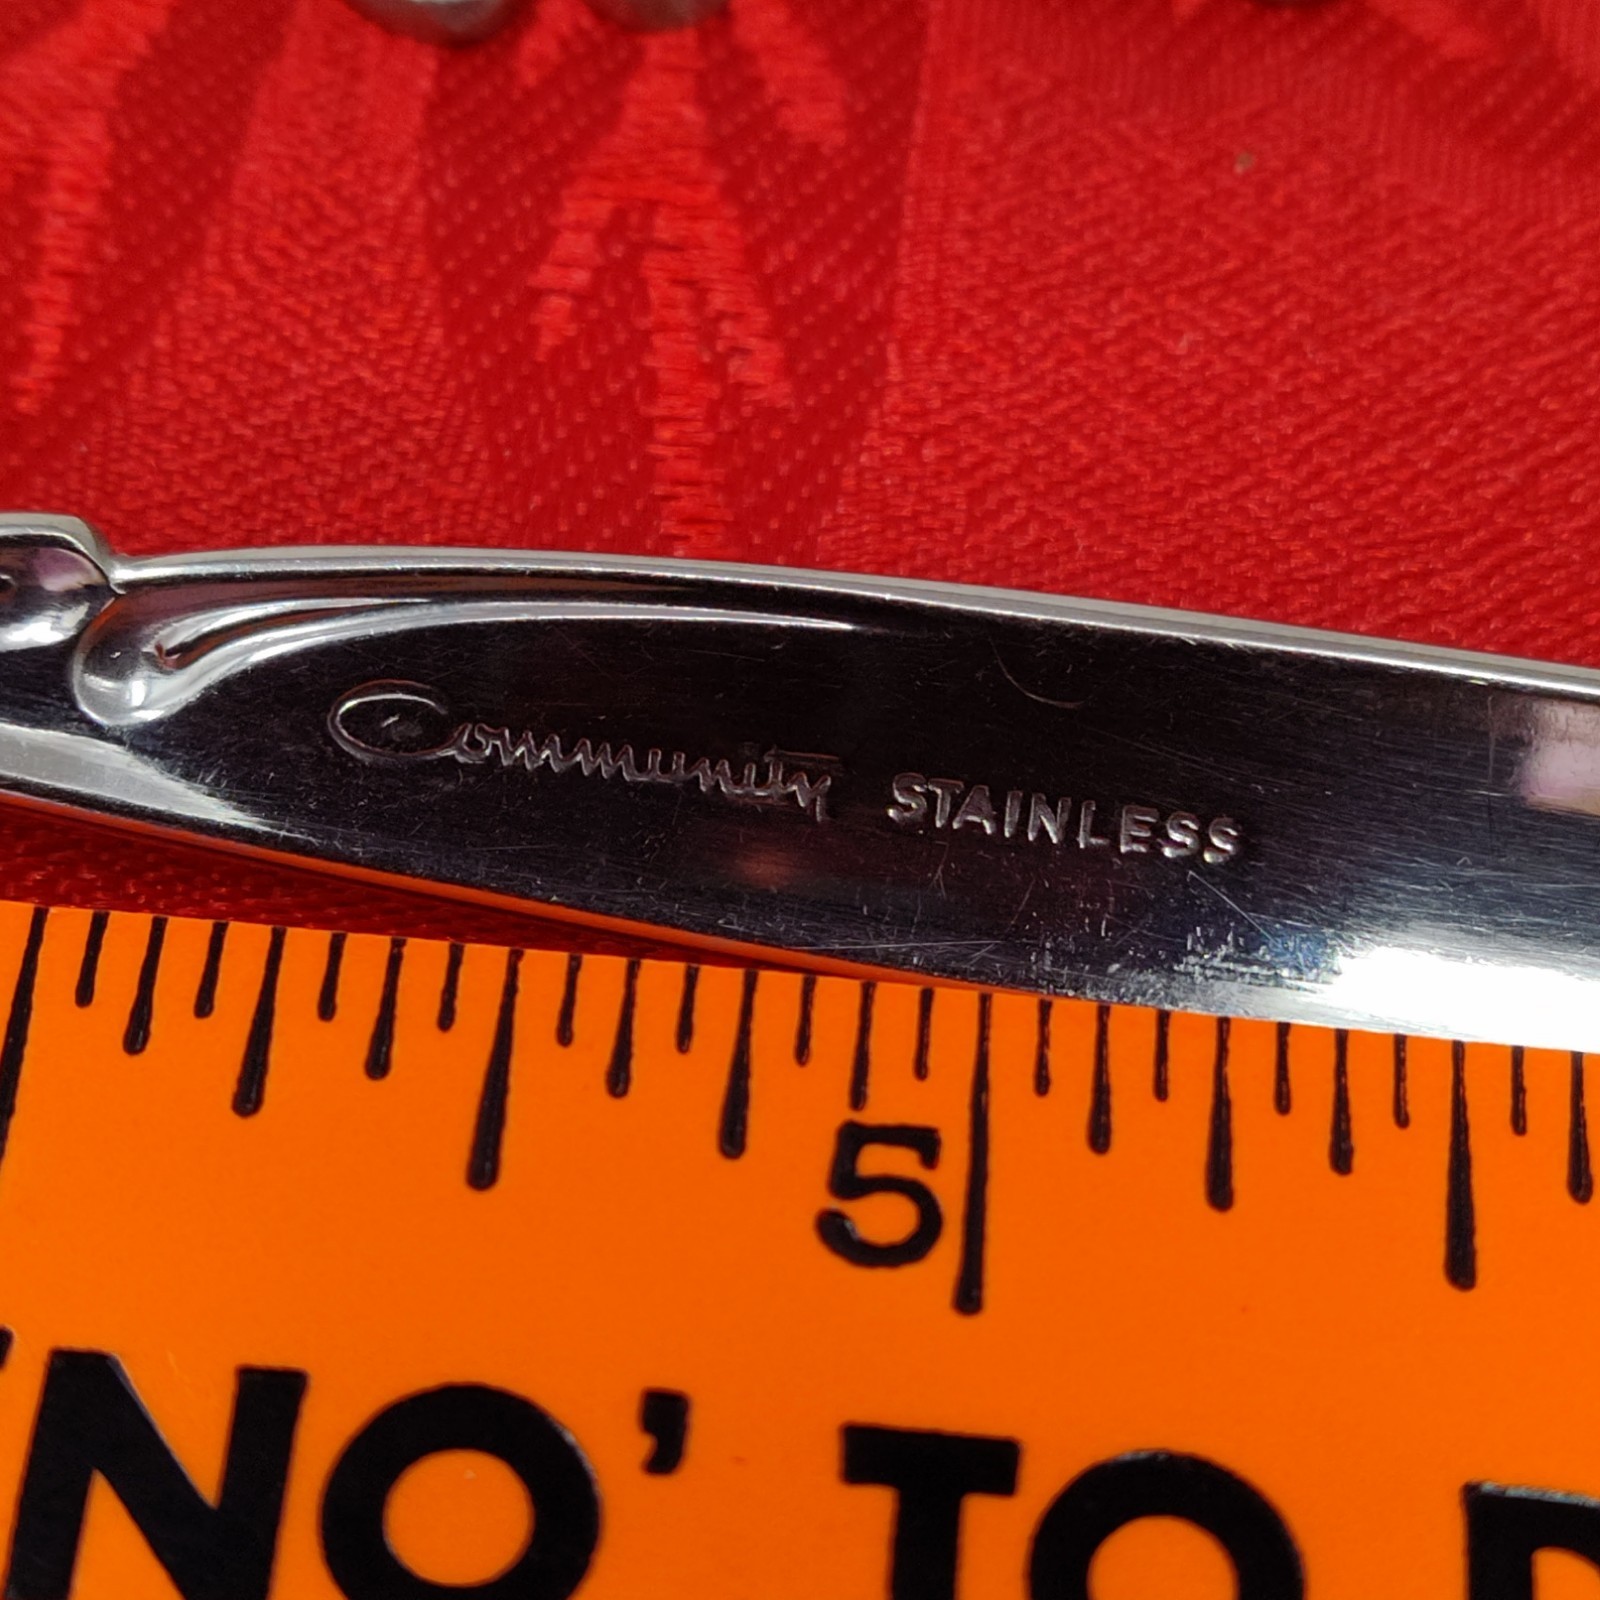 Community STAINLESS
5
NO' TO